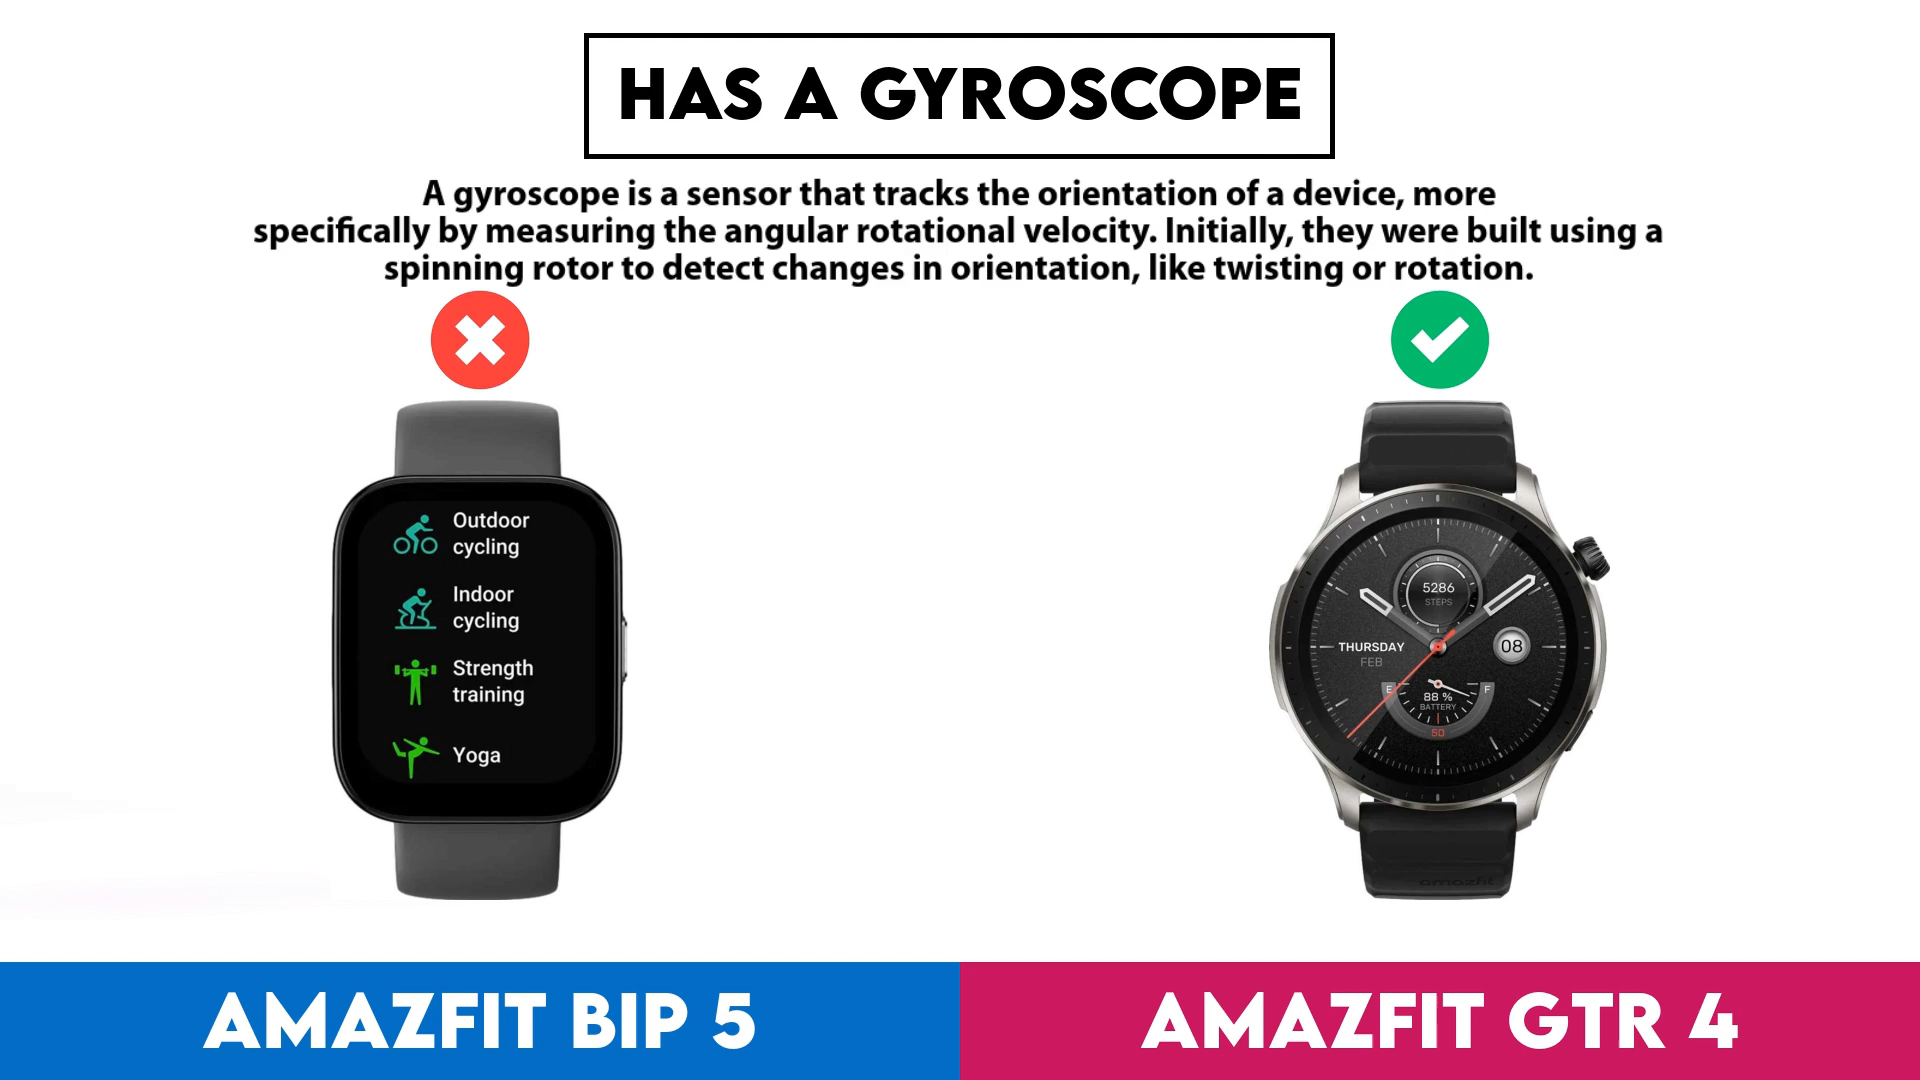 HAS A GYROSCOPE
A gyroscope is a sensor that tracks the orientation of a device, more
specifically by measuring the angular rotational velocity. Initially, they were built using a
spinning rotor to detect changes in orientation, like twisting or rotation.
Outdoor
cycling
Indoor
cycling
Strength
training
Yoga
5286
STEPS
THURSDAY
FEB
08
E
F
88 %
BATTERY
50
amazfit
AMAZFIT BIP 5
AMAZFIT GTR 4